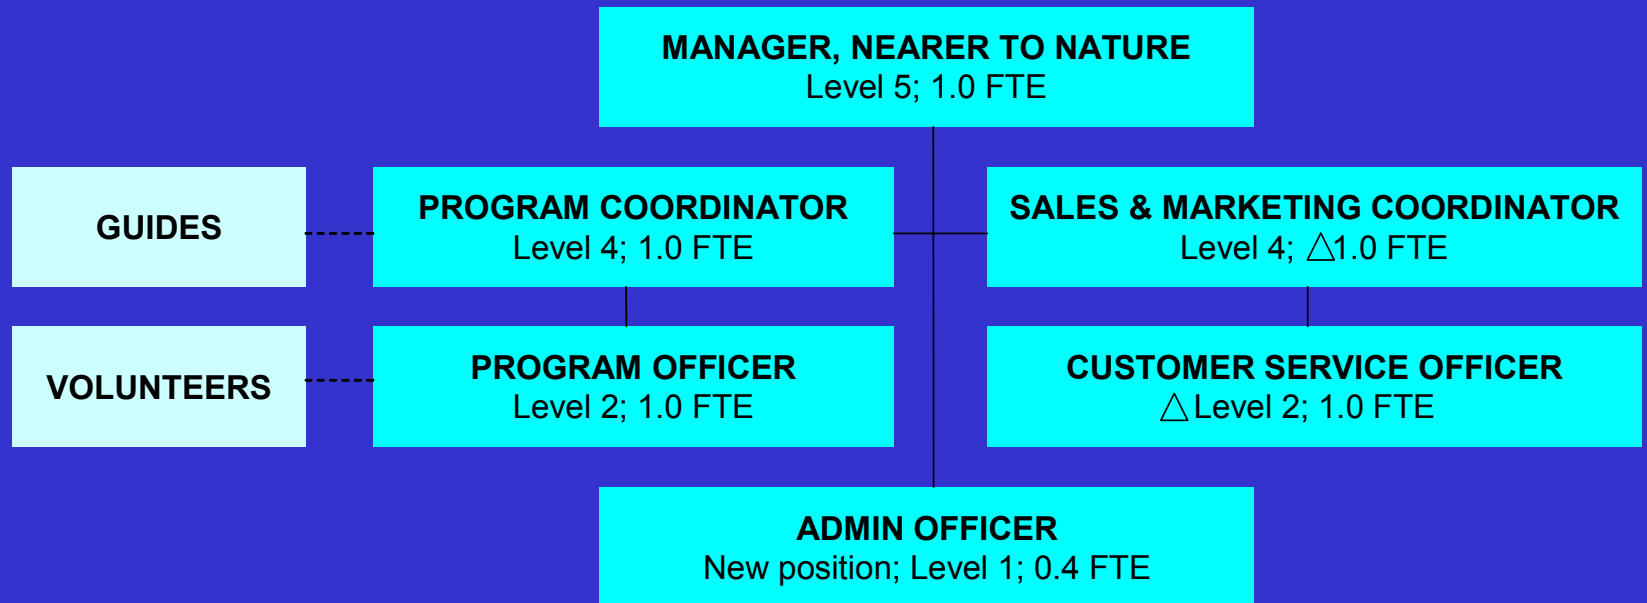 MANAGER, NEARER TO NATURE
Level 5; 1.0 FTE
GUIDES
PROGRAM COORDINATOR
Level 4; 1.0 FTE
SALES & MARKETING COORDINATOR
Level 4; △1.0 FTE
VOLUNTEERS
PROGRAM OFFICER
Level 2; 1.0 FTE
CUSTOMER SERVICE OFFICER
△Level 2; 1.0 FTE
ADMIN OFFICER
New position; Level 1; 0.4 FTE